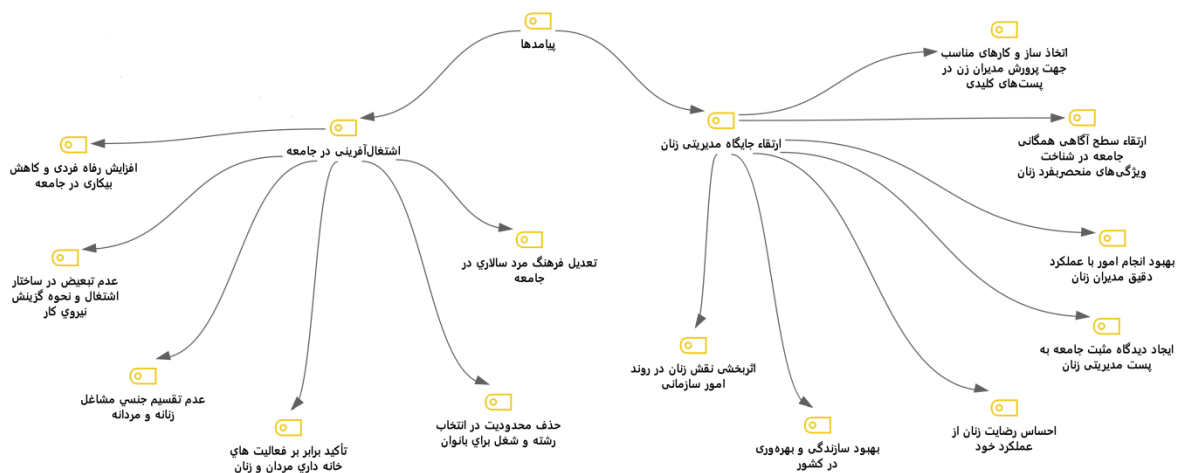 پیامدها
ارتقاء جایگاه مدیریتی زنان
اتخاذ ساز و کارهای مناسب
جهت پرورش مدیران زن در
پست‌های کلیدی
ارتقاء سطح آگاهی همگانی
جامعه در شناخت
ویژگی‌های منحصربفرد زنان
بهبود انجام امور با عملکرد
دقیق مدیران زنان
ایجاد دیدگاه مثبت جامعه به
پست مدیریتی زنان
احساس رضایت زنان از
عملکرد خود
بهبود سازندگی و بهره‌وری
در کشور
اثربخشی نقش زنان در روند
امور سازمانی
اشتغال‌آفرینی در جامعه
تعدیل فرهنگ مرد سالاري در
جامعه
حذف محدودیت در انتخاب
رشته و شغل براي بانوان
تأکید برابر بر فعالیت هاي
خانه داري مردان و زنان
عدم تقسیم جنسي مشاغل
زنانه و مردانه
عدم تبعیض در ساختار
اشتغال و نحوه گزینش
نیروي کار
افزایش رفاه فردی و کاهش
بیکاری در جامعه